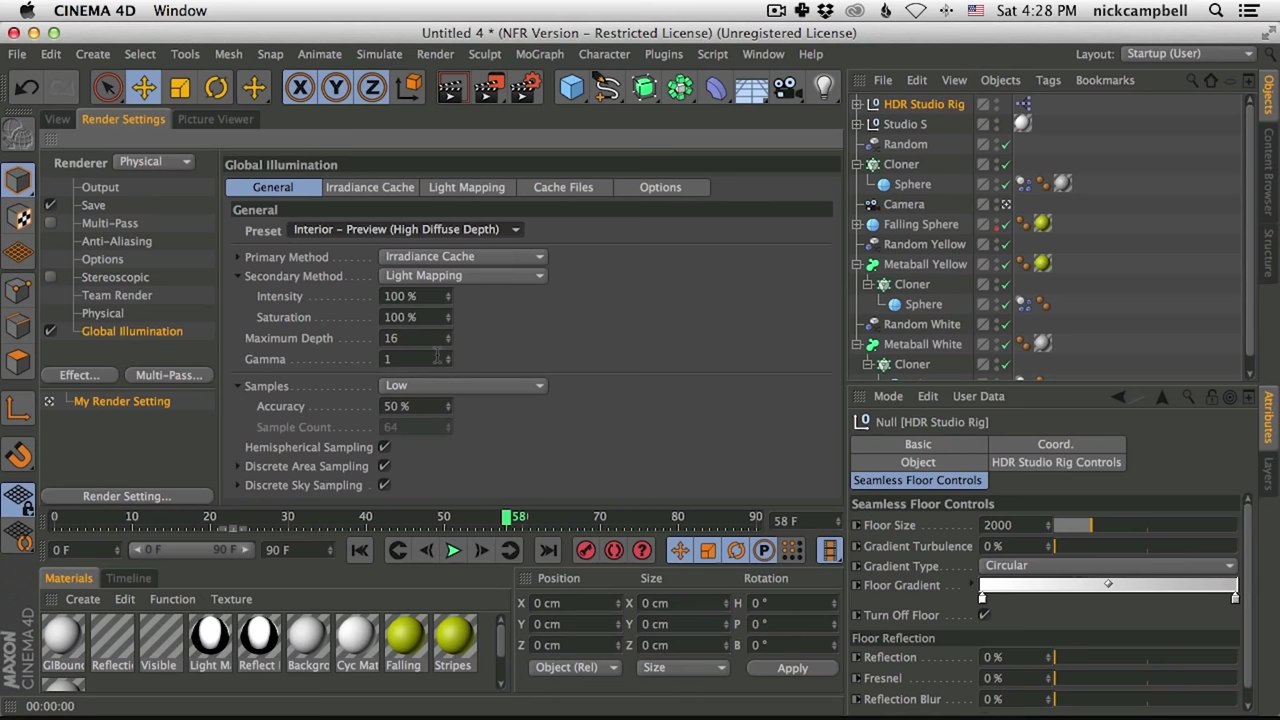 CINEMA 4D Window Sat 4:28 PM nickcampbell
Untitled 4 * (NFR Version - Restricted License) (Unregistered License)
File Edit Create Select Tools Mesh Snap Animate Simulate Render Sculpt MoGraph Character Plugins Script Window Help Layout: Startup (User)
X Y Z
File Edit View Objects Tags Bookmarks
View Render Settings Picture Viewer
Renderer Physical
Output
Save
Multi-Pass
Anti-Aliasing
Options
Stereoscopic
Team Render
Physical
Global Illumination
Effect... Multi-Pass...
My Render Setting
Render Setting...
Global Illumination
General Irradiance Cache Light Mapping Cache Files Options
General
Preset Interior - Preview (High Diffuse Depth)
Primary Method Irradiance Cache
Secondary Method Light Mapping
Intensity 100 %
Saturation 100 %
Maximum Depth 16
Gamma 1
Samples Low
Accuracy 50 %
Sample Count 64
Hemispherical Sampling
Discrete Area Sampling
Discrete Sky Sampling
HDR Studio Rig
Studio S
Random
Cloner
Sphere
Camera
Falling Sphere
Random Yellow
Metaball Yellow
Cloner
Sphere
Random White
Metaball White
Cloner
Objects
Content Browser
Structure
Mode Edit User Data
Null [HDR Studio Rig]
Basic Coord.
Object HDR Studio Rig Controls
Seamless Floor Controls
Seamless Floor Controls
Floor Size 2000
Gradient Turbulence 0 %
Gradient Type Circular
Floor Gradient
Turn Off Floor
Floor Reflection
Reflection 0 %
Fresnel 0 %
Reflection Blur 0 %
Attributes
Layers
0 10 20 30 40 58 70 80 90 58 F
0 F 0 F 90 F 90 F
P
Materials Timeline
Create Edit Function Texture
GIBoun Reflecti Visible Light M Reflect Backgro Cyc Mat Falling Stripes
Position Size Rotation
X 0 cm X 0 cm H 0 °
Y 0 cm Y 0 cm P 0 °
Z 0 cm Z 0 cm B 0 °
Object (Rel) Size Apply
MAXON
CINEMA 4D
00:00:00